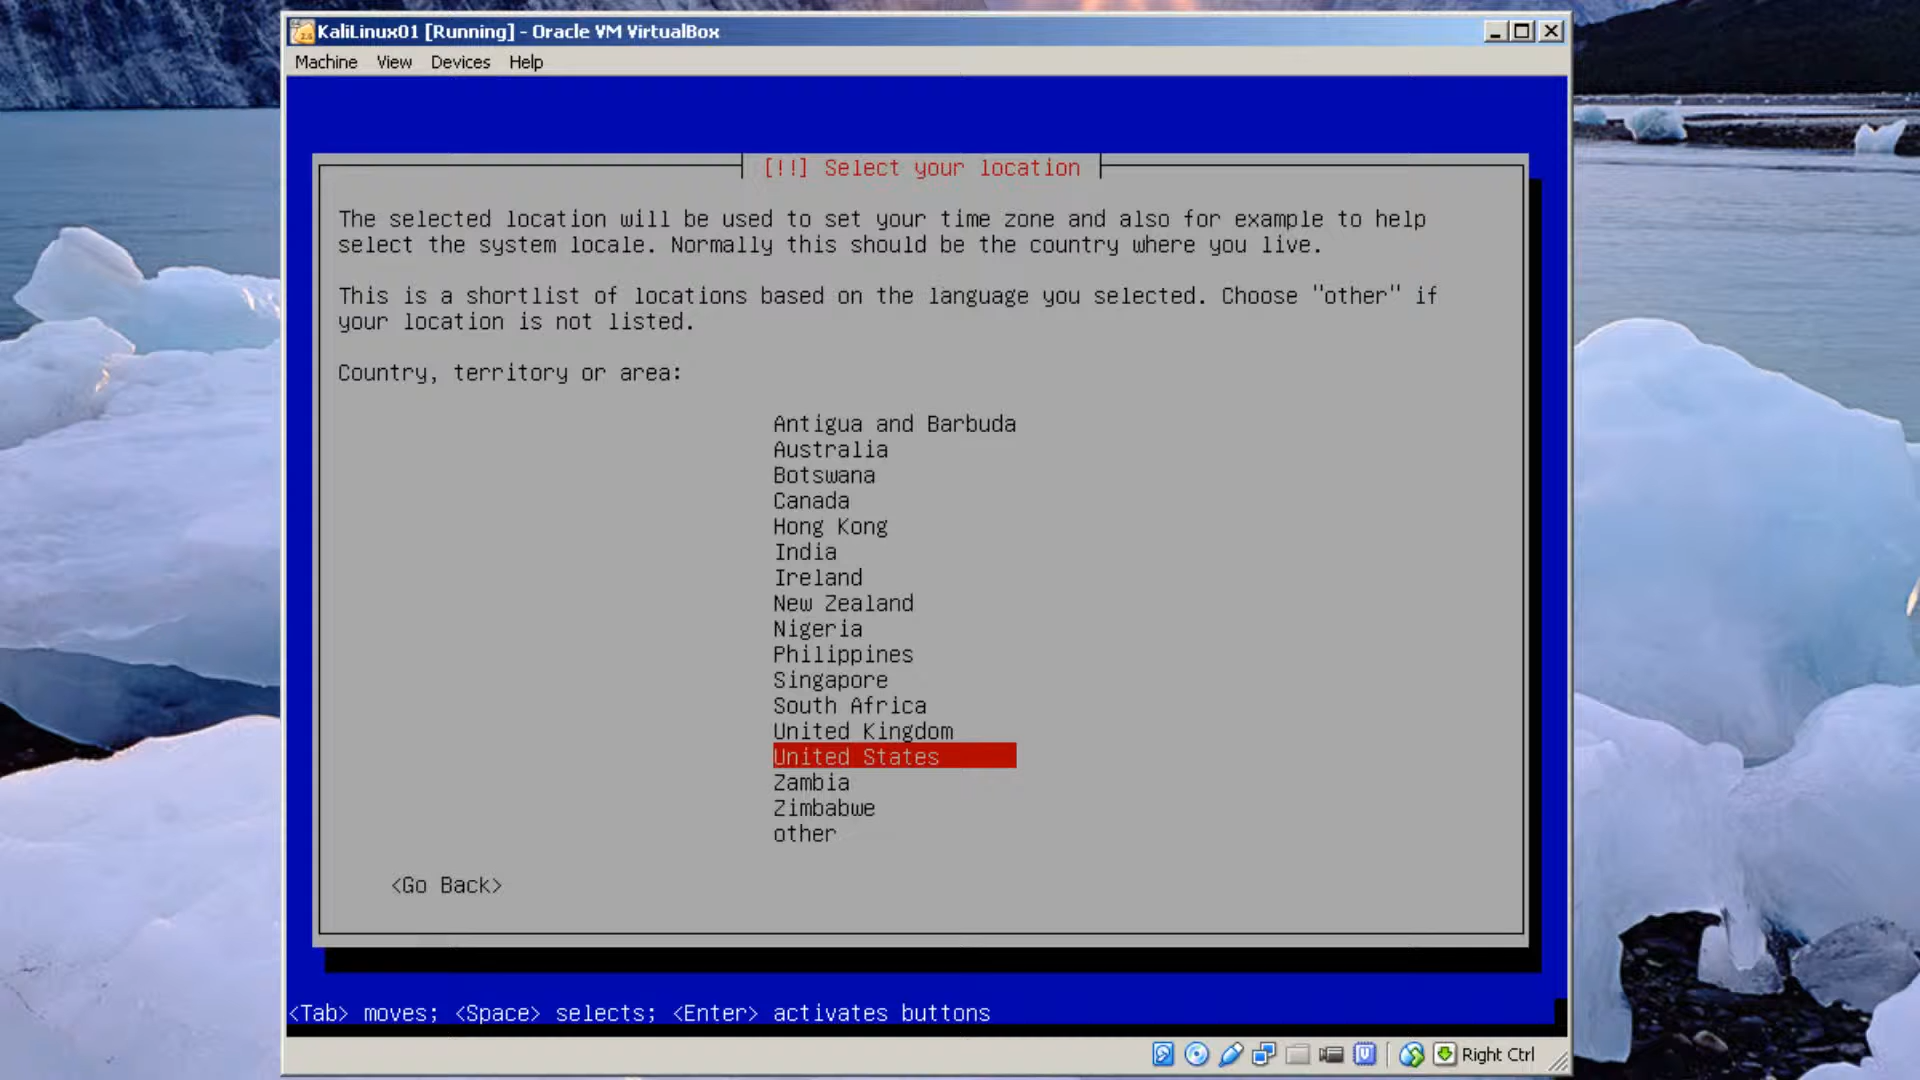 KaliLinux01 [Running] - Oracle VM VirtualBox
Machine View Devices Help
[!!] Select your location
The selected location will be used to set your time zone and also for example to help
select the system locale. Normally this should be the country where you live.
This is a shortlist of locations based on the language you selected. Choose "other" if
your location is not listed.
Country, territory or area:
Antigua and Barbuda
Australia
Botswana
Canada
Hong Kong
India
Ireland
New Zealand
Nigeria
Philippines
Singapore
South Africa
United Kingdom
United States
Zambia
Zimbabwe
other
<Go Back>
<Tab> moves; <Space> selects; <Enter> activates buttons
Right Ctrl